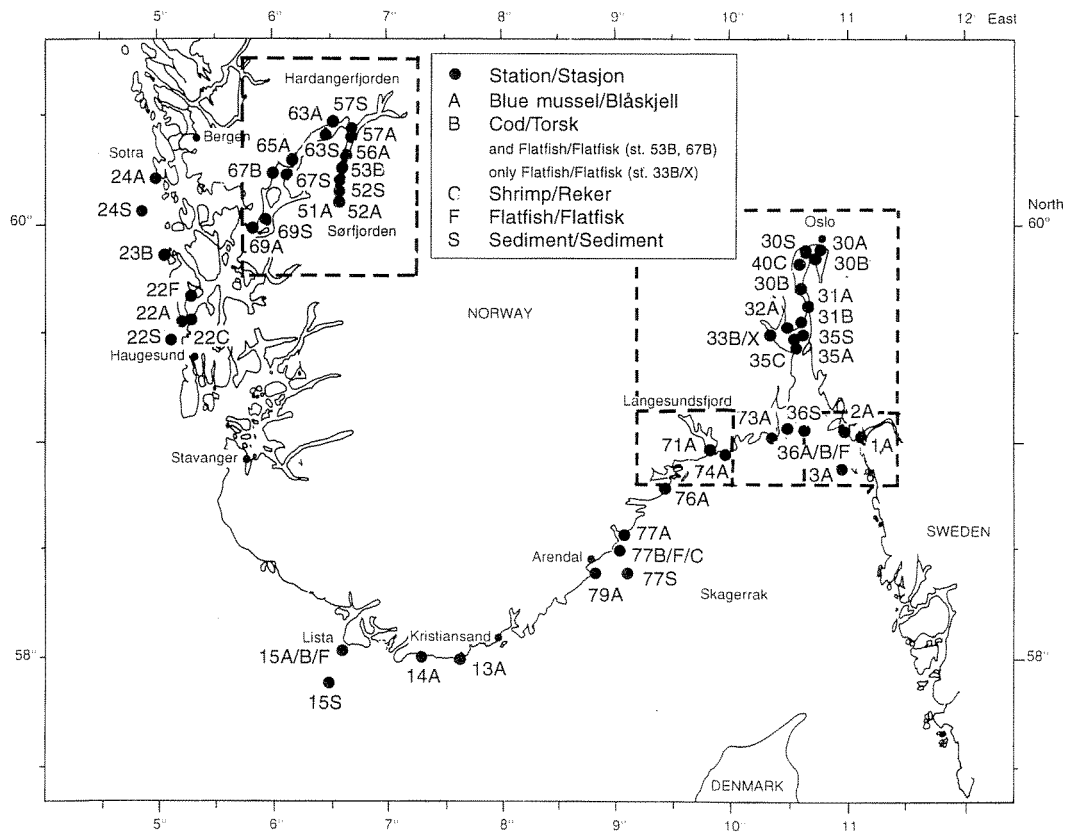 5°
6°
7°
8°
9°
10°
11°
12° East
Hardangerfjorden
57S
63A
57A
65A
63S
56A
53B
67B
67S
52S
51A
52A
69S
Sørfjorden
69A
Bergen
Sotra
24A
24S
60°
23B
22F
22A
22S
22C
Haugesund
Stavanger
Station/Stasjon
A Blue mussel/Blåskjell
B Cod/Torsk
and Flatfish/Flatfisk (st. 53B, 67B)
only Flatfish/Flatfisk (st. 33B/X)
C Shrimp/Reker
F Flatfish/Flatfisk
S Sediment/Sediment
North
60°
NORWAY
Oslo
30S
30A
40C
30B
30B
31A
32A
31B
33B/X
35S
35C
35A
Langesundsfjord
73A
36S
2A
71A
36A/B/F
1A
74A
3A
76A
77A
SWEDEN
Arendal
77B/F/C
79A
77S
Skagerrak
Lista
Kristiansand
58°
15A/B/F
14A
13A
58°
15S
DENMARK
5°
6°
7°
8°
9°
10°
11°